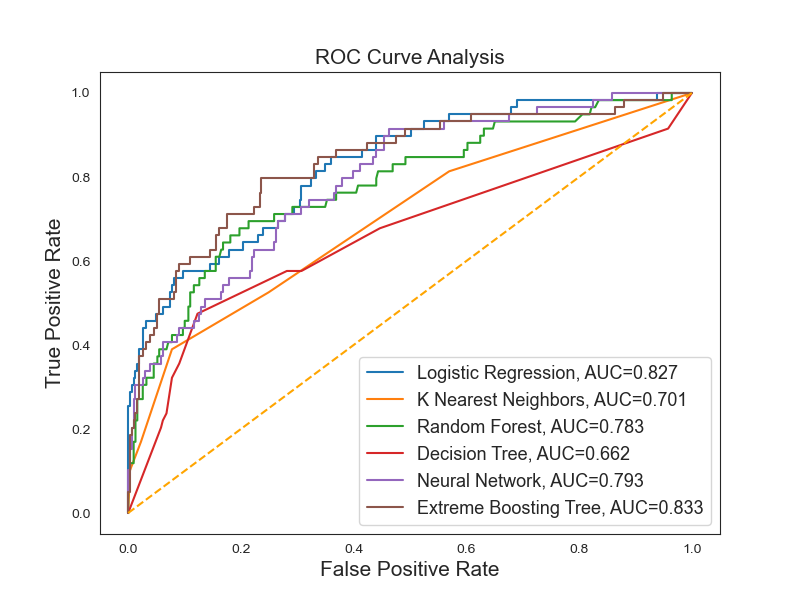 ROC Curve Analysis
1.0
0.8
0.6
0.4
0.2
0.0
True Positive Rate
Logistic Regression, AUC=0.827
K Nearest Neighbors, AUC=0.701
Random Forest, AUC=0.783
Decision Tree, AUC=0.662
Neural Network, AUC=0.793
Extreme Boosting Tree, AUC=0.833
0.0 0.2 0.4 0.6 0.8 1.0
False Positive Rate